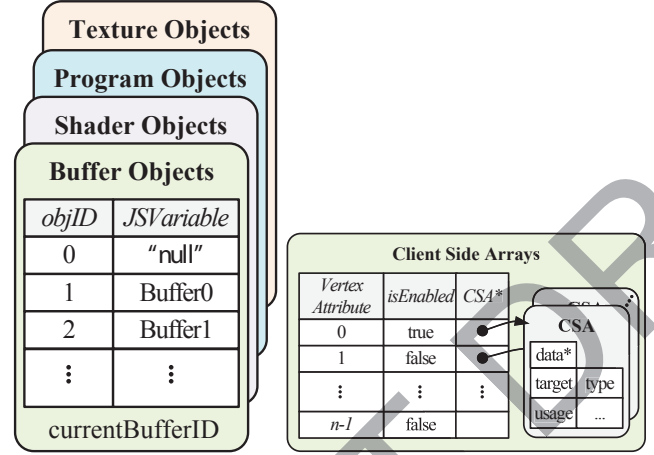 Texture Objects
Program Objects
Shader Objects
Buffer Objects
objID JSVariable
0 "null"
1 Buffer0
2 Buffer1
⋮ ⋮
currentBufferID
Client Side Arrays
Vertex Attribute isEnabled CSA*
0 true
1 false
⋮ ⋮ ⋮
n-1 false
CSA
data*
target type
usage ...